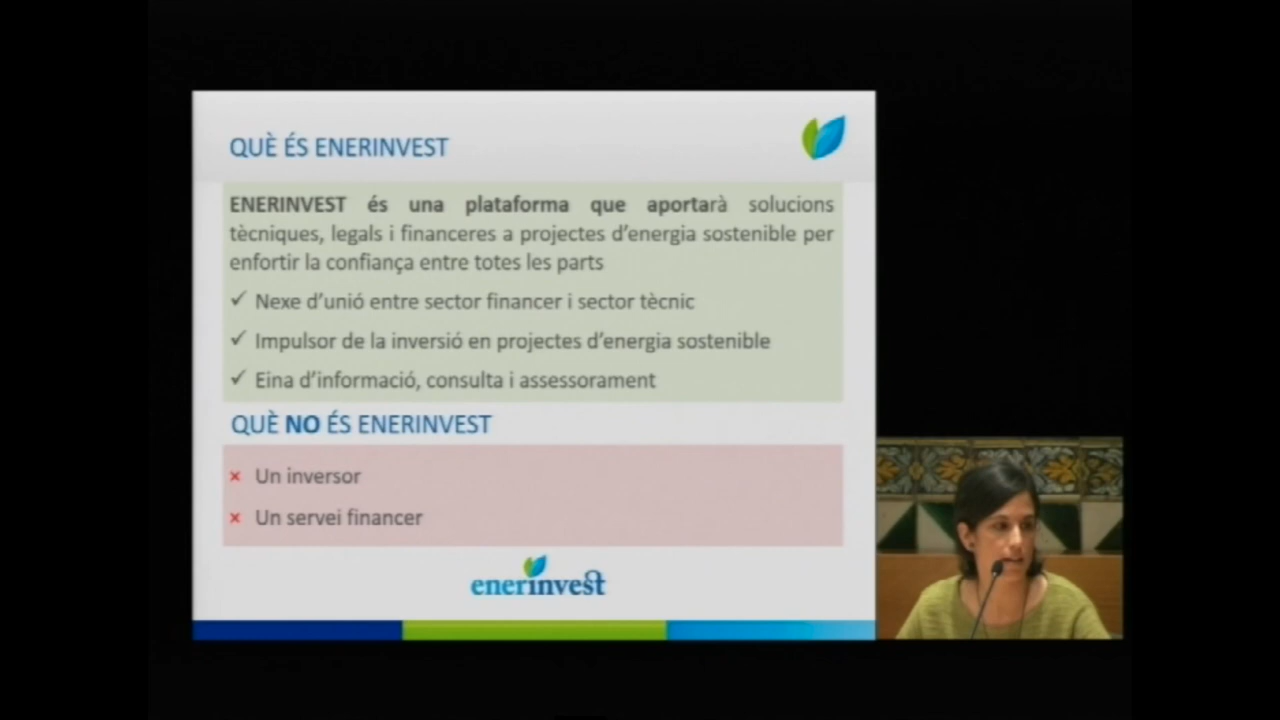 QUÈ ÉS ENERINVEST
ENERINVEST és una plataforma que aportarà solucions
tècniques, legals i financeres a projectes d'energia sostenible per
enfortir la confiança entre totes les parts
✓ Nexe d'unió entre sector financer i sector tècnic
✓ Impulsor de la inversió en projectes d'energia sostenible
✓ Eina d'informació, consulta i assessorament
QUÈ NO ÉS ENERINVEST
× Un inversor
× Un servei financer
enerinvest